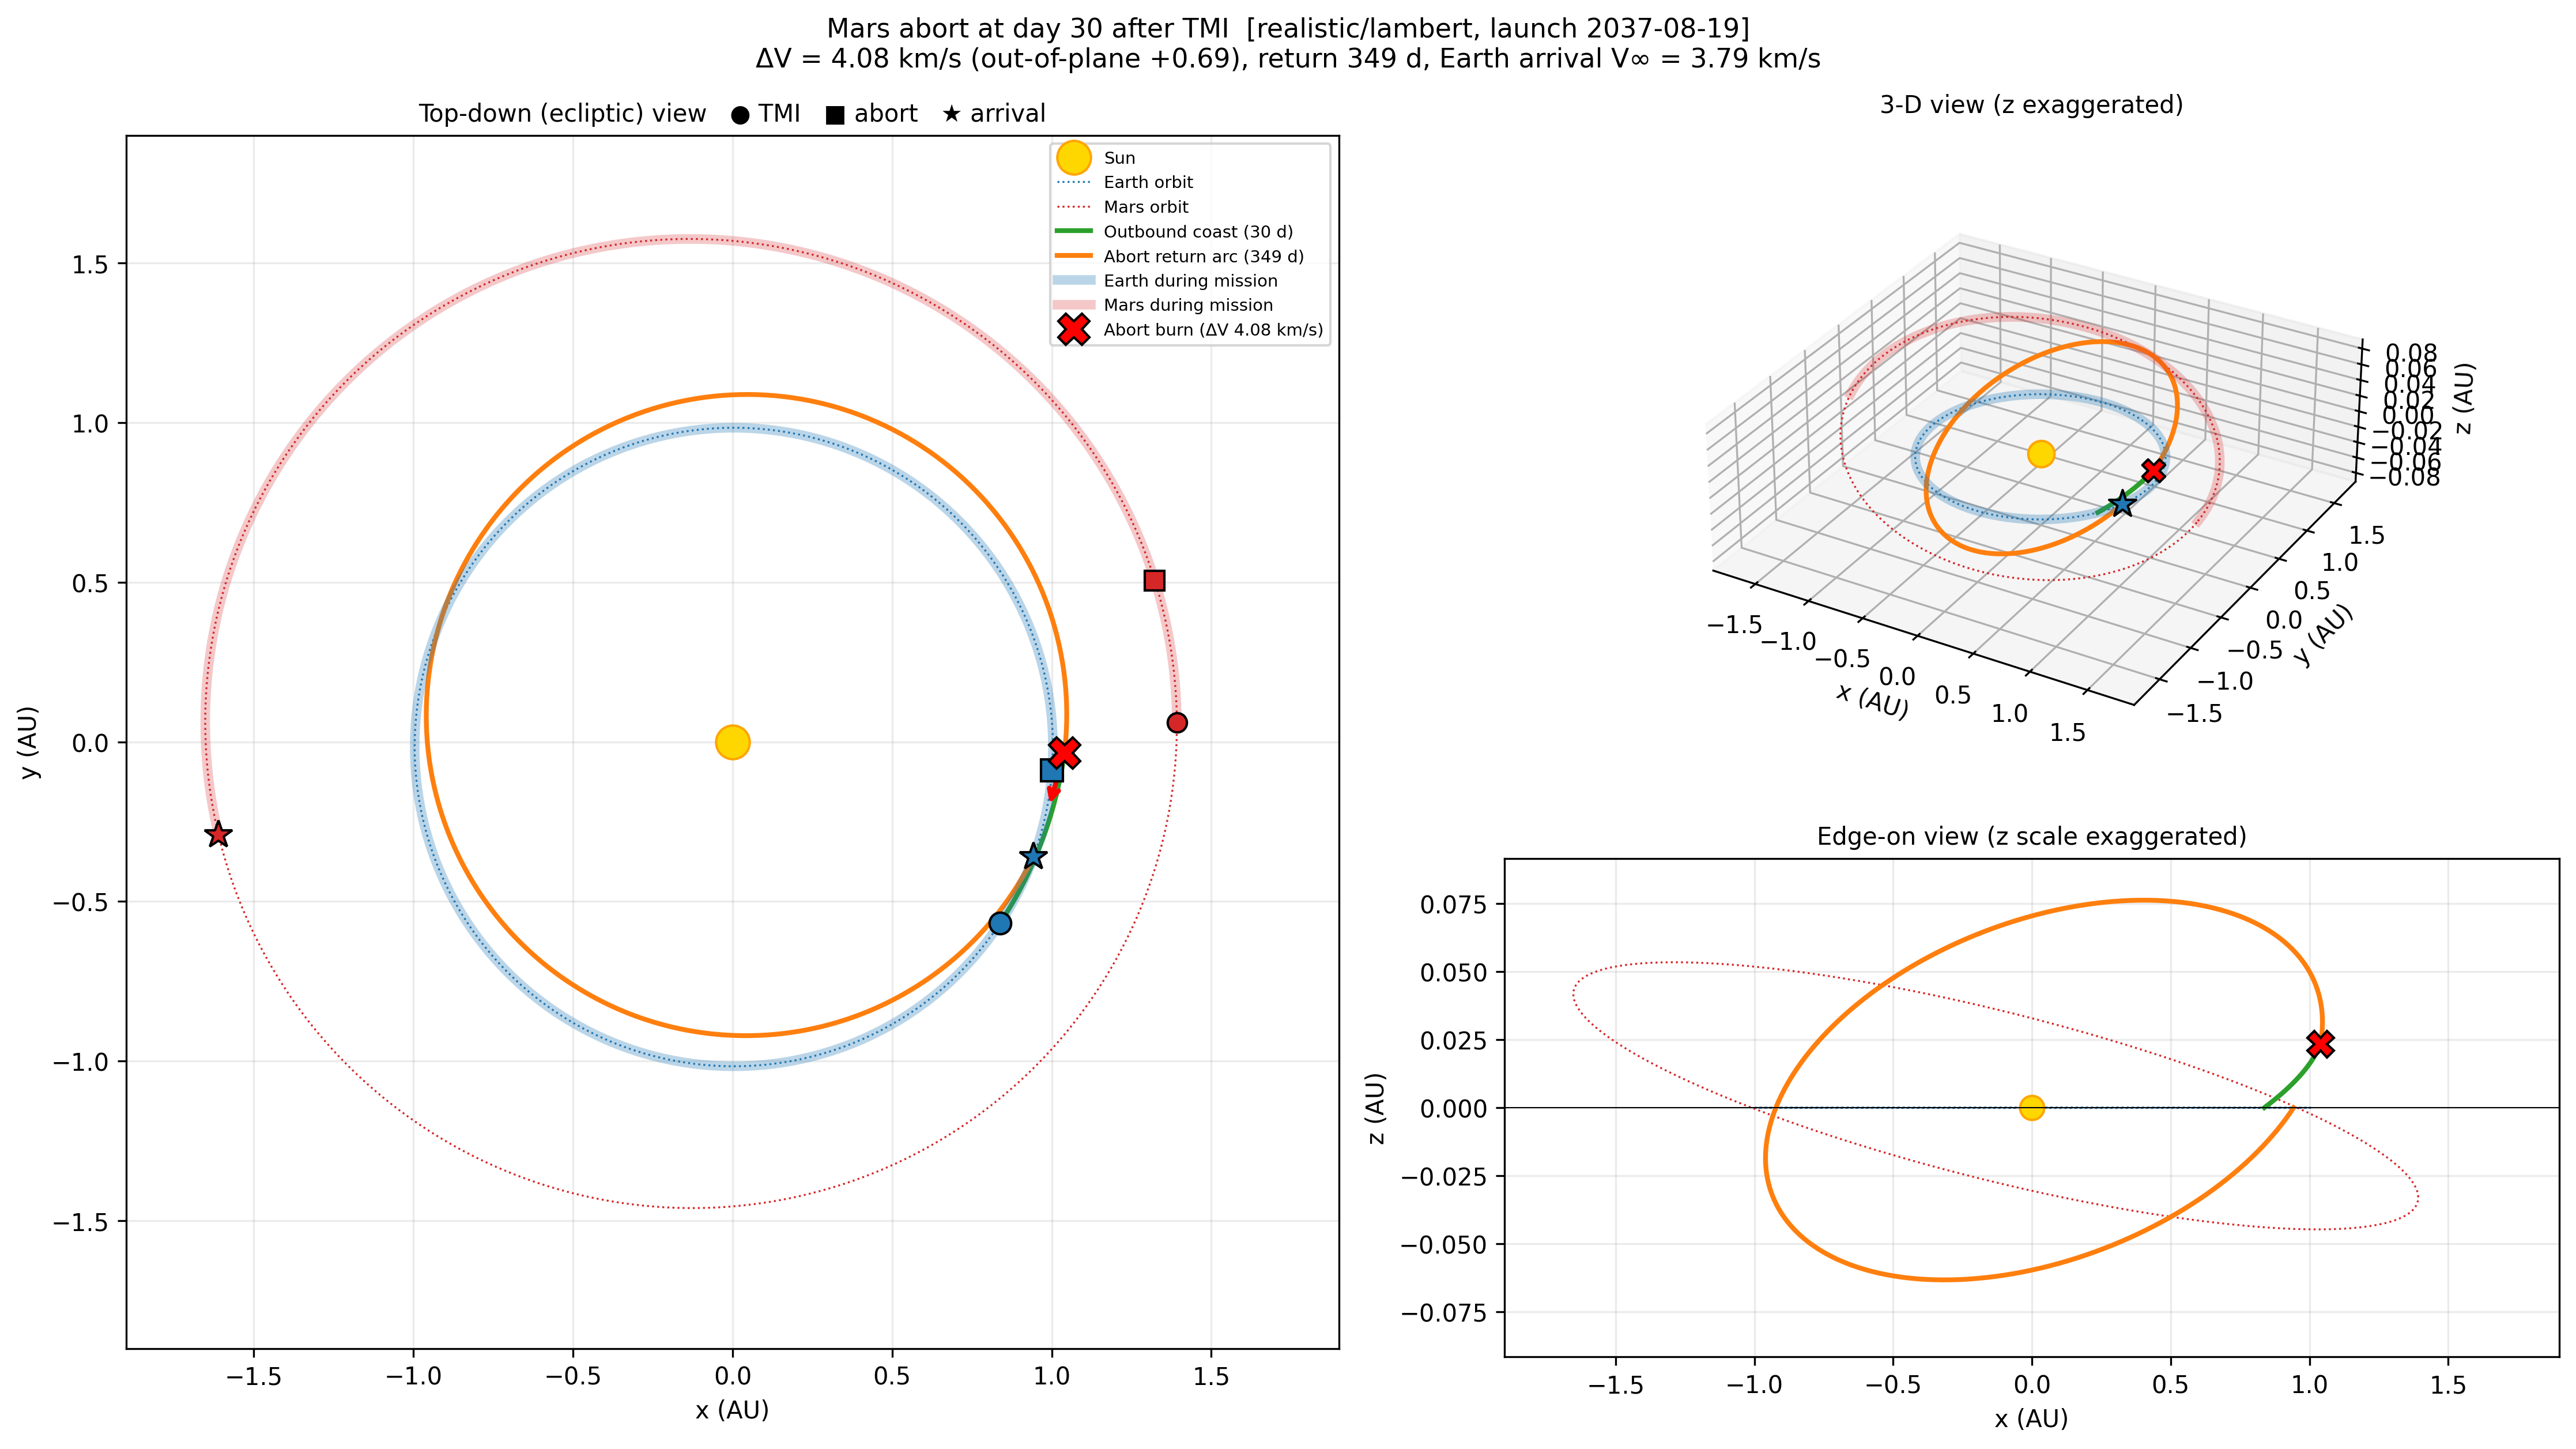 Mars abort at day 30 after TMI  [realistic/lambert, launch 2037-08-19]
ΔV = 4.08 km/s (out-of-plane +0.69), return 349 d, Earth arrival V∞ = 3.79 km/s
Top-down (ecliptic) view ● TMI ■ abort ★ arrival
Sun
Earth orbit
Mars orbit
Outbound coast (30 d)
Abort return arc (349 d)
Earth during mission
Mars during mission
Abort burn (ΔV 4.08 km/s)
1.5
1.0
0.5
0.0
−0.5
−1.0
−1.5
y (AU)
−1.5
−1.0
−0.5
0.0
0.5
1.0
1.5
x (AU)
3-D view (z exaggerated)
0.08
0.06
0.04
0.02
0.00
−0.02
−0.04
−0.06
−0.08
z (AU)
1.5
1.0
0.5
0.0
−0.5
−1.0
−1.5
y (AU)
−1.5
−1.0
−0.5
0.0
0.5
1.0
1.5
x (AU)
Edge-on view (z scale exaggerated)
0.075
0.050
0.025
0.000
−0.025
−0.050
−0.075
z (AU)
−1.5
−1.0
−0.5
0.0
0.5
1.0
1.5
x (AU)